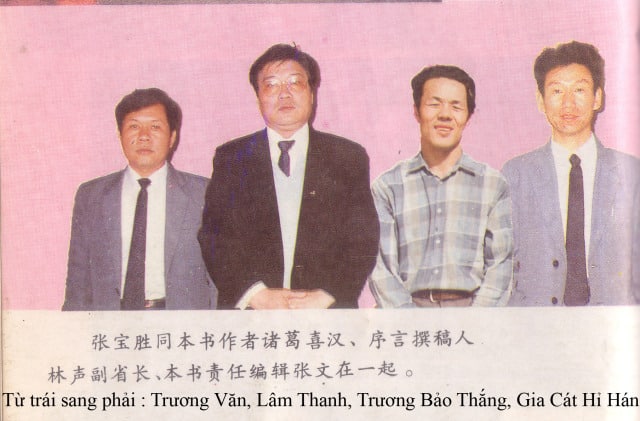 张宝胜同本书作者诸葛喜汉、序言撰稿人
林声副省长、本书责任编辑张文在一起。
Từ trái sang phải : Trương Văn, Lâm Thanh, Trương Bảo Thắng, Gia Cát Hỉ Hán